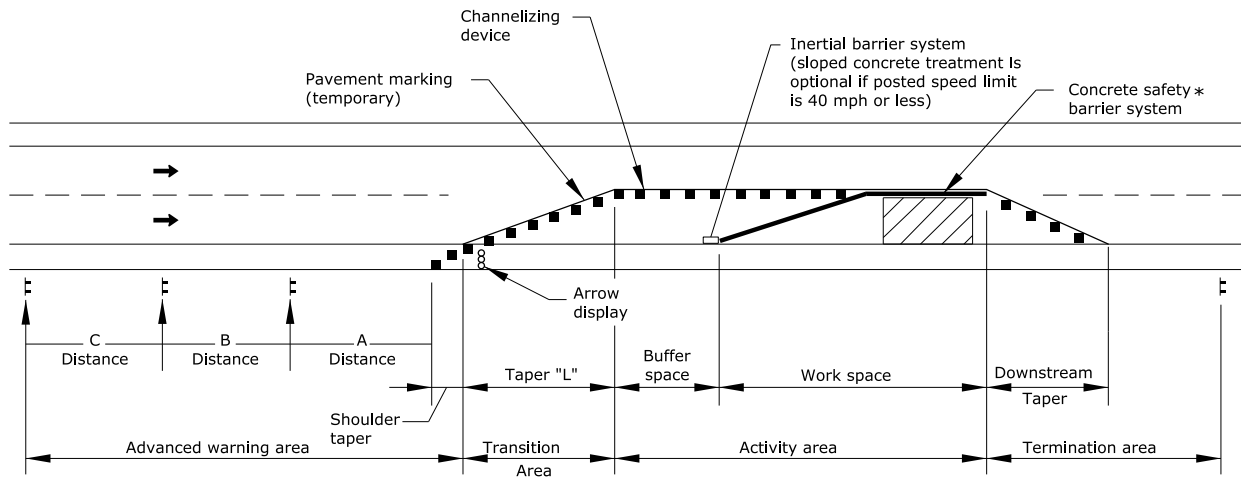 Channelizing
device
Inertial barrier system
(sloped concrete treatment is
optional if posted speed limit
is 40 mph or less)
Pavement marking
(temporary)
Concrete safety*
barrier system
Arrow
display
C
Distance
B
Distance
A
Distance
Shoulder
taper
Taper "L"
Buffer
space
Work space
Downstream
Taper
Advanced warning area
Transition
Area
Activity area
Termination area